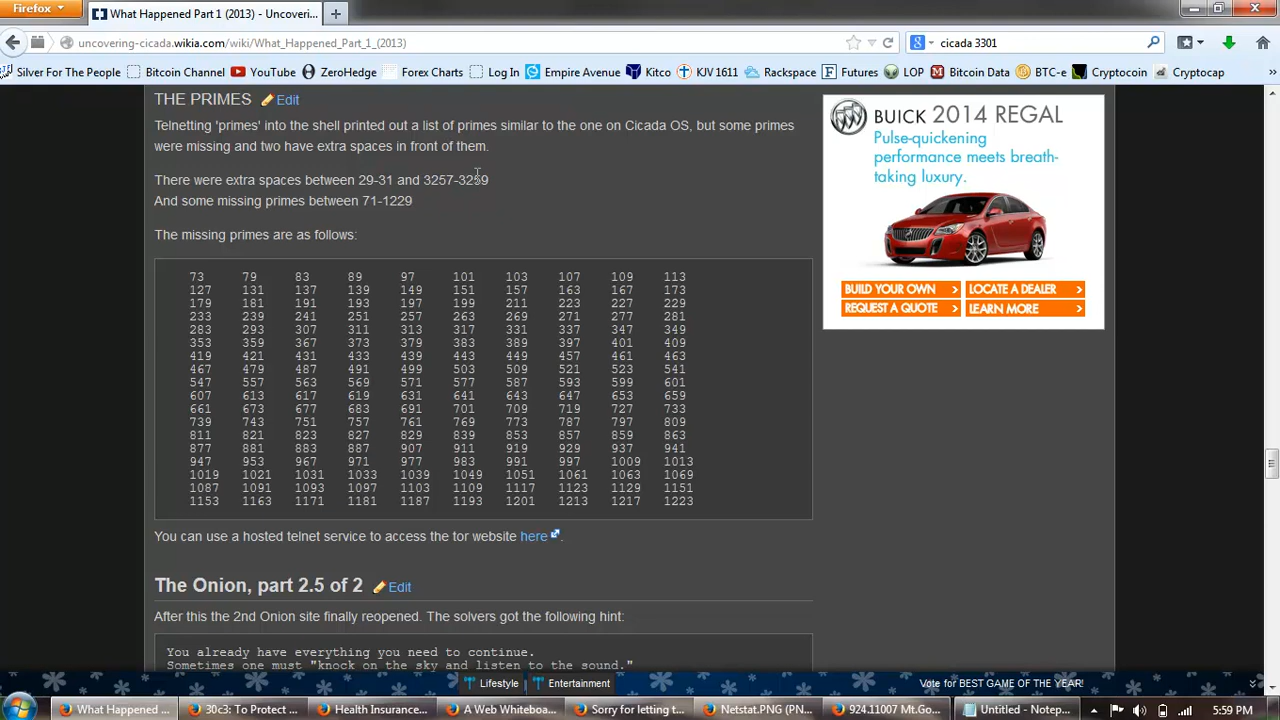 Firefox
What Happened Part 1 (2013) - Uncoveri...
uncovering-cicada.wikia.com/wiki/What_Happened_Part_1_(2013)
cicada 3301
Silver For The People Bitcoin Channel YouTube ZeroHedge Forex Charts Log In Empire Avenue Kitco KJV 1611 Rackspace Futures LOP Bitcoin Data BTC-e Cryptocoin Cryptocap
THE PRIMES Edit
Telnetting 'primes' into the shell printed out a list of primes similar to the one on Cicada OS, but some primes
were missing and two have extra spaces in front of them.
There were extra spaces between 29-31 and 3257-3259
And some missing primes between 71-1229
The missing primes are as follows:
73 79 83 89 97 101 103 107 109 113
127 131 137 139 149 151 157 163 167 173
179 181 191 193 197 199 211 223 227 229
233 239 241 251 257 263 269 271 277 281
283 293 307 311 313 317 331 337 347 349
353 359 367 373 379 383 389 397 401 409
419 421 431 433 439 443 449 457 461 463
467 479 487 491 499 503 509 521 523 541
547 557 563 569 571 577 587 593 599 601
607 613 617 619 631 641 643 647 653 659
661 673 677 683 691 701 709 719 727 733
739 743 751 757 761 769 773 787 797 809
811 821 823 827 829 839 853 857 859 863
877 881 883 887 907 911 919 929 937 941
947 953 967 971 977 983 991 997 1009 1013
1019 1021 1031 1033 1039 1049 1051 1061 1063 1069
1087 1091 1093 1097 1103 1109 1117 1123 1129 1151
1153 1163 1171 1181 1187 1193 1201 1213 1217 1223
You can use a hosted telnet service to access the tor website here.
The Onion, part 2.5 of 2 Edit
After this the 2nd Onion site finally reopened. The solvers got the following hint:
You already have everything you need to continue.
Sometimes one must "knock on the sky and listen to the sound."
BUICK 2014 REGAL
Pulse-quickening
performance meets breath-
taking luxury.
BUILD YOUR OWN > LOCATE A DEALER >
REQUEST A QUOTE > LEARN MORE >
Lifestyle Entertainment Vote for BEST GAME OF THE YEAR!
What Happened ... 30c3: To Protect ... Health Insurance... A Web Whiteboa... Sorry for letting t... Netstat.PNG (PN... 924.11007 Mt.Go... Untitled - Notep... 5:59 PM